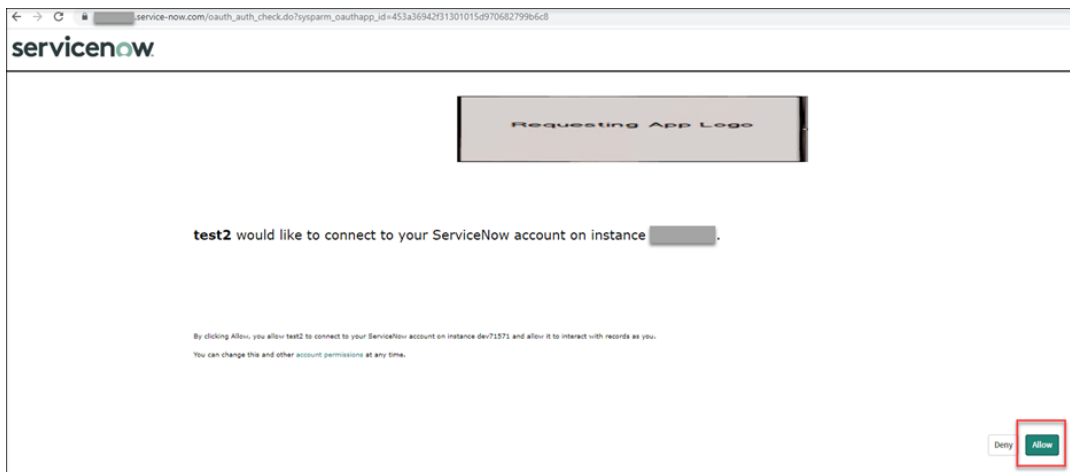 .service-now.com/oauth_auth_check.do?sysparm_oauthapp_id=453a36942f31301015d970682799b6c8
servicenow.
Requesting App Logo
test2 would like to connect to your ServiceNow account on instance .
By clicking Allow, you allow test2 to connect to your ServiceNow account on instance dev71571 and allow it to interact with records as you.
You can change this and other account permissions at any time.
Deny Allow